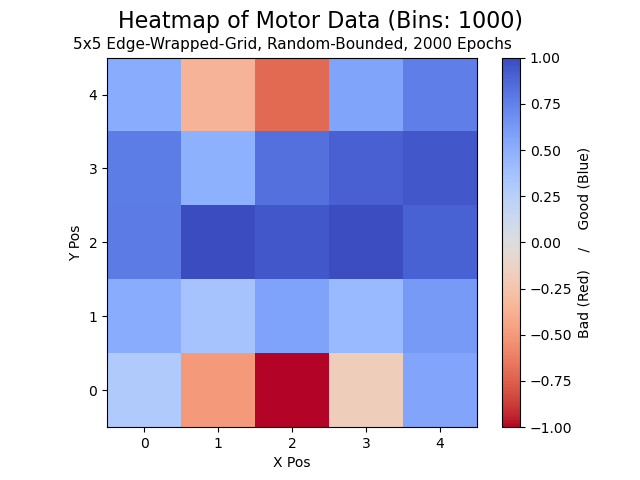 Heatmap of Motor Data (Bins: 1000)
5x5 Edge-Wrapped-Grid, Random-Bounded, 2000 Epochs
Y Pos
4
3
2
1
0
0 1 2 3 4
X Pos
1.00
0.75
0.50
0.25
0.00
−0.25
−0.50
−0.75
−1.00
Bad (Red) / Good (Blue)